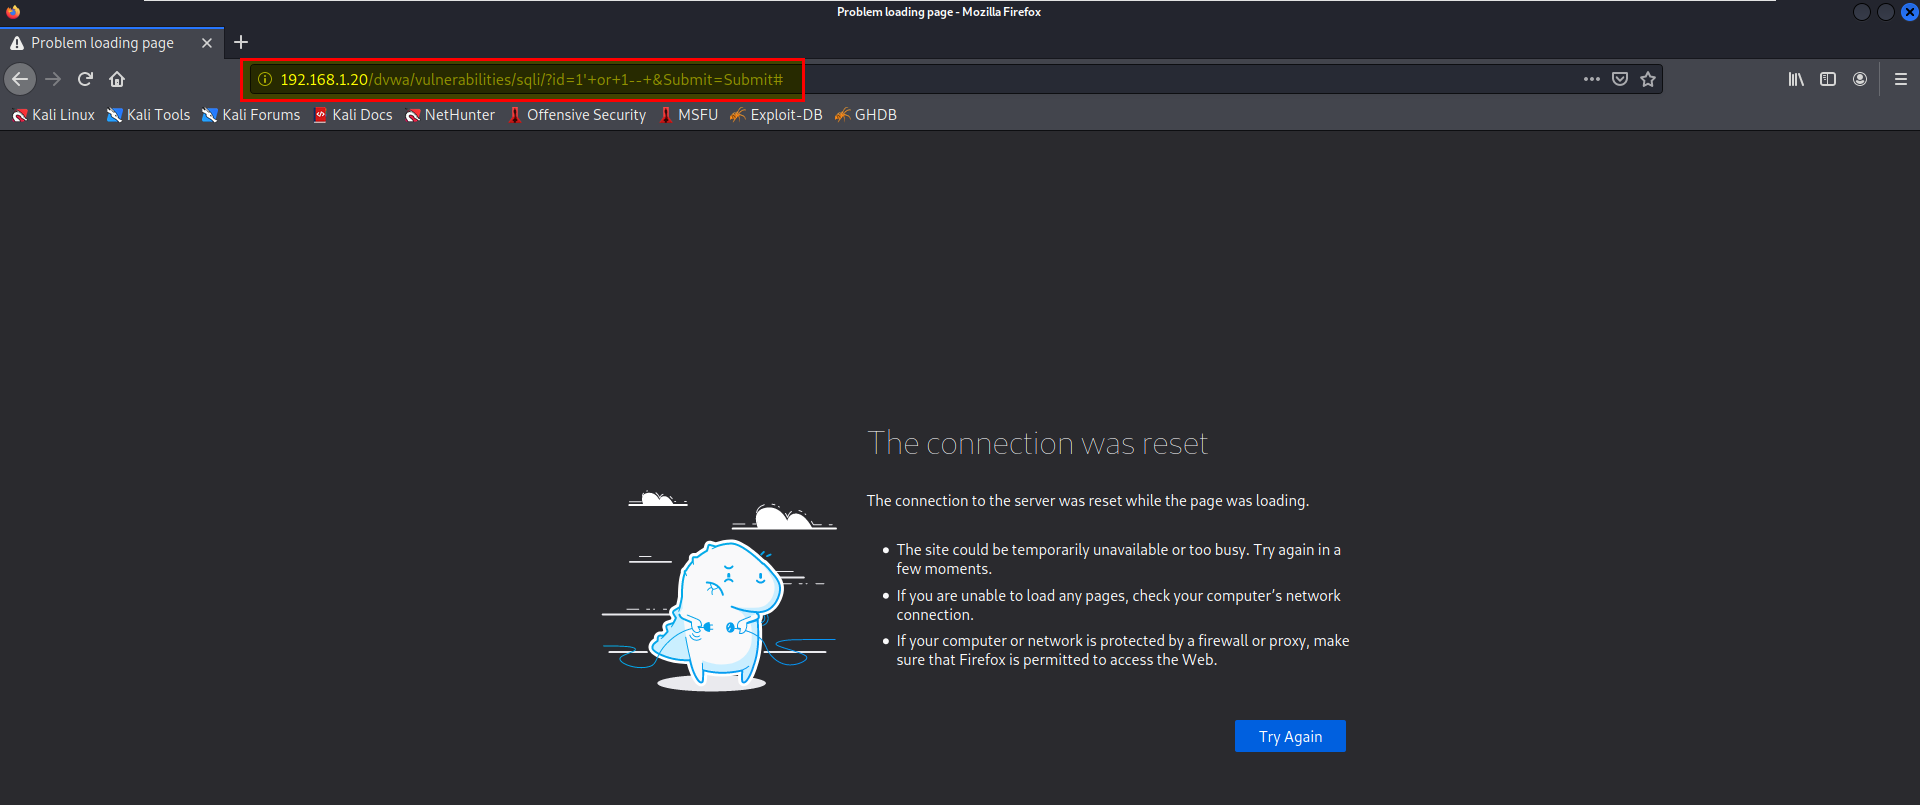 Problem loading page - Mozilla Firefox
Problem loading page
192.168.1.20/dvwa/vulnerabilities/sqli/?id=1'+or+1--+&Submit=Submit#
Kali Linux Kali Tools Kali Forums Kali Docs NetHunter Offensive Security MSFU Exploit-DB GHDB
The connection was reset
The connection to the server was reset while the page was loading.
The site could be temporarily unavailable or too busy. Try again in a
few moments.
If you are unable to load any pages, check your computer’s network
connection.
If your computer or network is protected by a firewall or proxy, make
sure that Firefox is permitted to access the Web.
Try Again